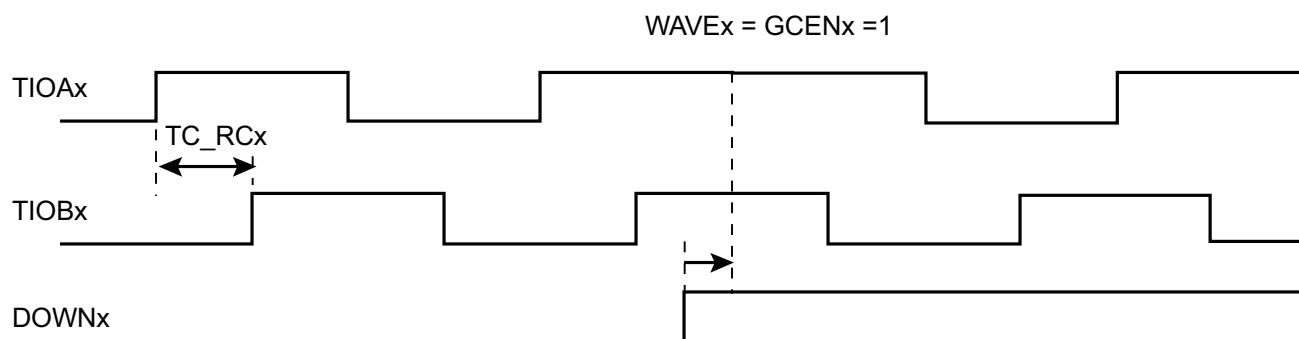 WAVEx = GCENx =1
TIOAx
TC_RCx
TIOBx
DOWNx